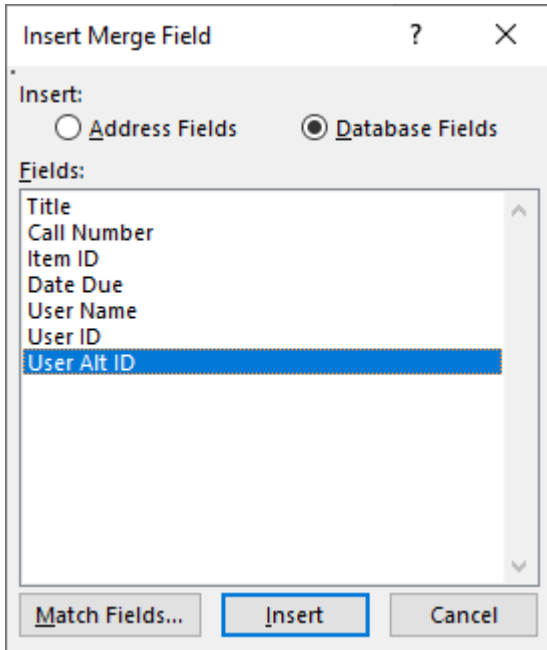 Insert Merge Field ? ×
Insert:
Address Fields Database Fields
Fields:
Title
Call Number
Item ID
Date Due
User Name
User ID
User Alt ID
Match Fields... Insert Cancel